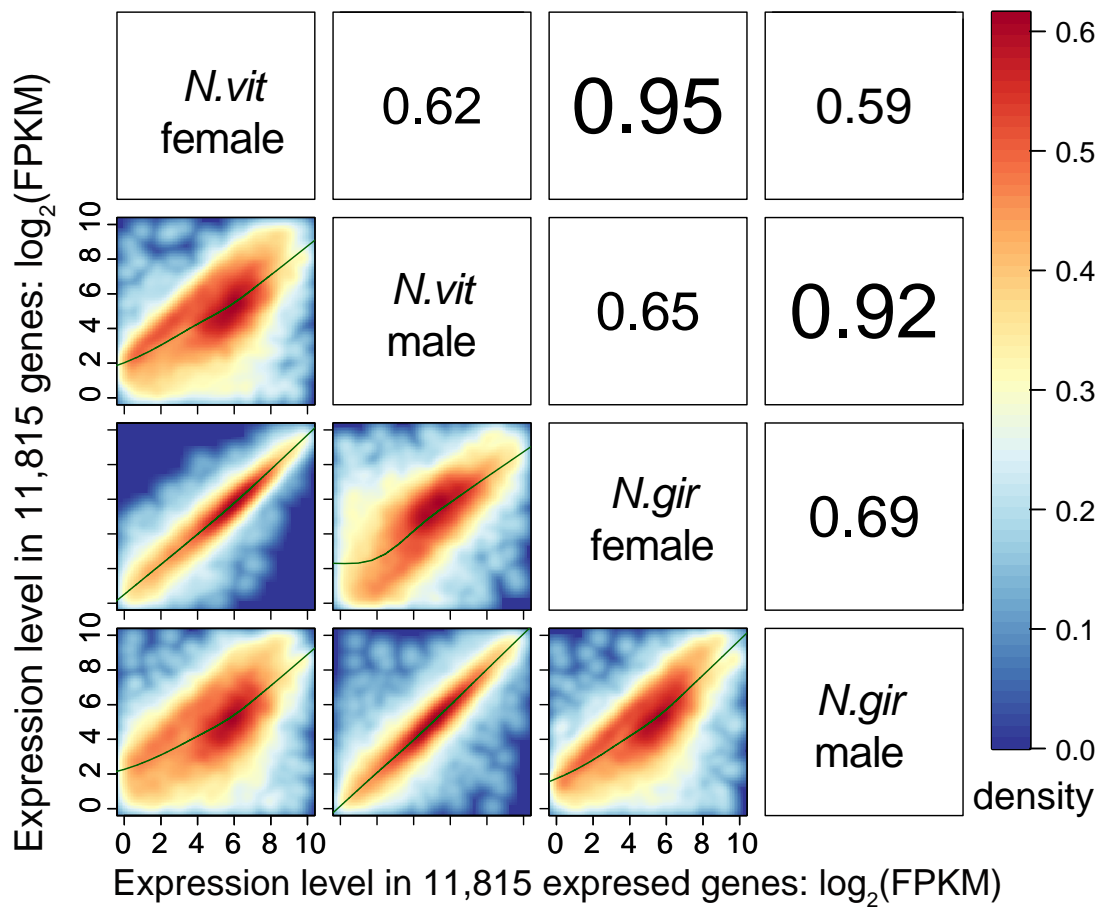 N.vit
female
0.62
0.95
0.59
N.vit
male
0.65
0.92
N.gir
female
0.69
N.gir
male
0 2 4 6 8 10
0 2 4 6 8 10
0 2 4 6 8 10
0 2 4 6 8 10
0.6
0.5
0.4
0.3
0.2
0.1
0.0
density
Expression level in 11,815 genes: log₂(FPKM)
Expression level in 11,815 expresed genes: log₂(FPKM)